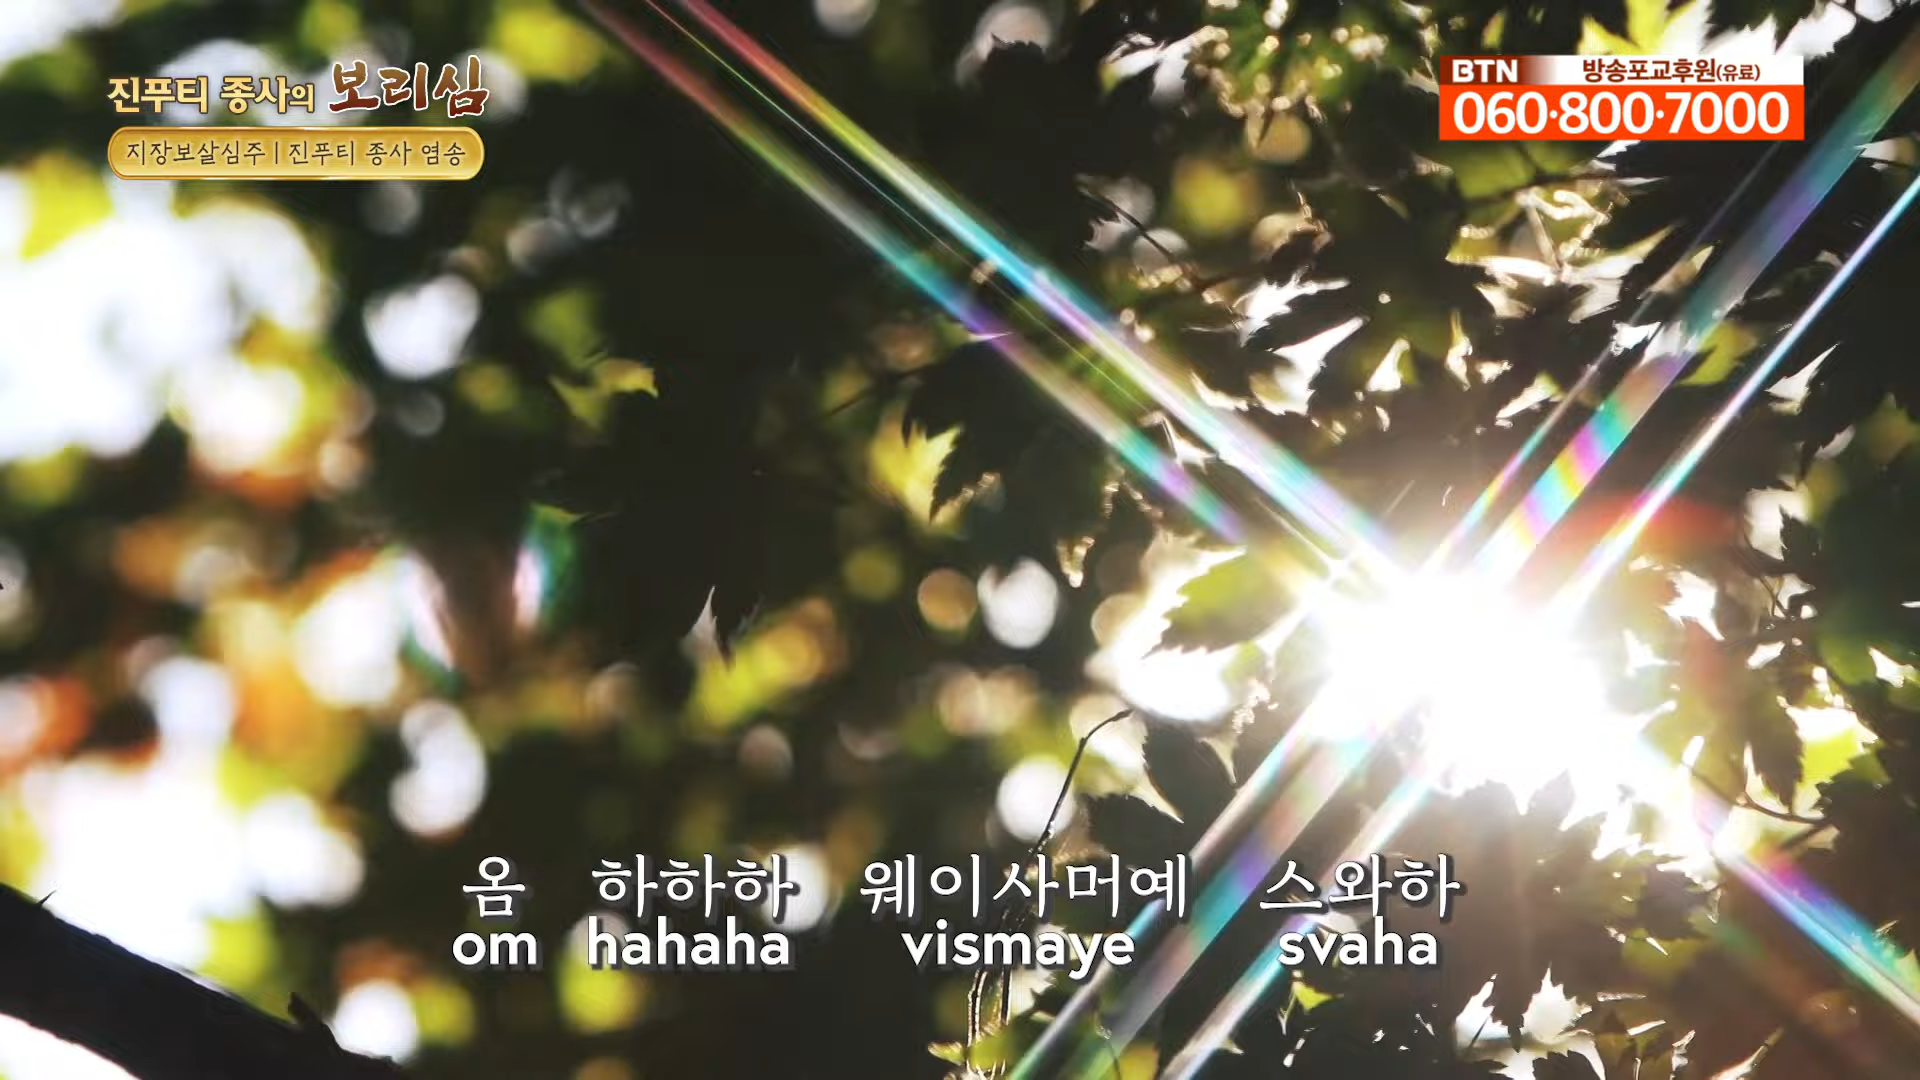 진푸티 종사의 보리심
지장보살심주 | 진푸티 종사 염송
BTN 방송포교후원(유료)
060·800·7000
옴 하하하 웨이사머예 스와하
om hahaha vismaye svaha